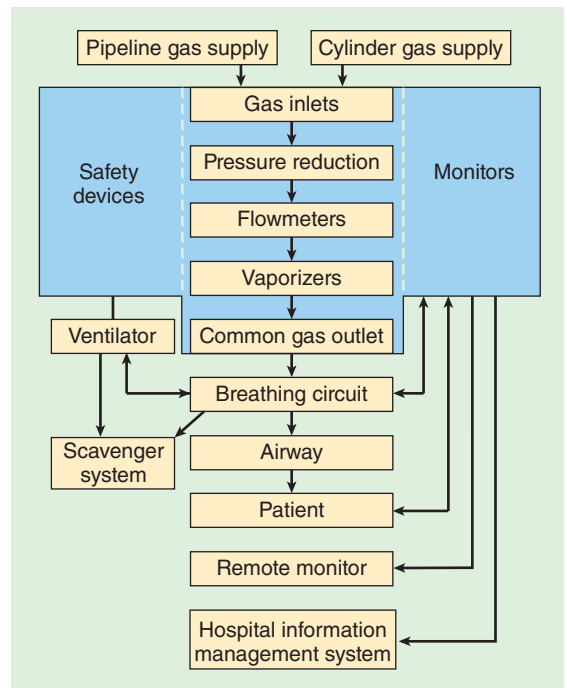 Pipeline gas supply
Cylinder gas supply
Gas inlets
Safety
devices
Pressure reduction
Monitors
Flowmeters
Vaporizers
Ventilator
Common gas outlet
Breathing circuit
Scavenger
system
Airway
Patient
Remote monitor
Hospital information
management system